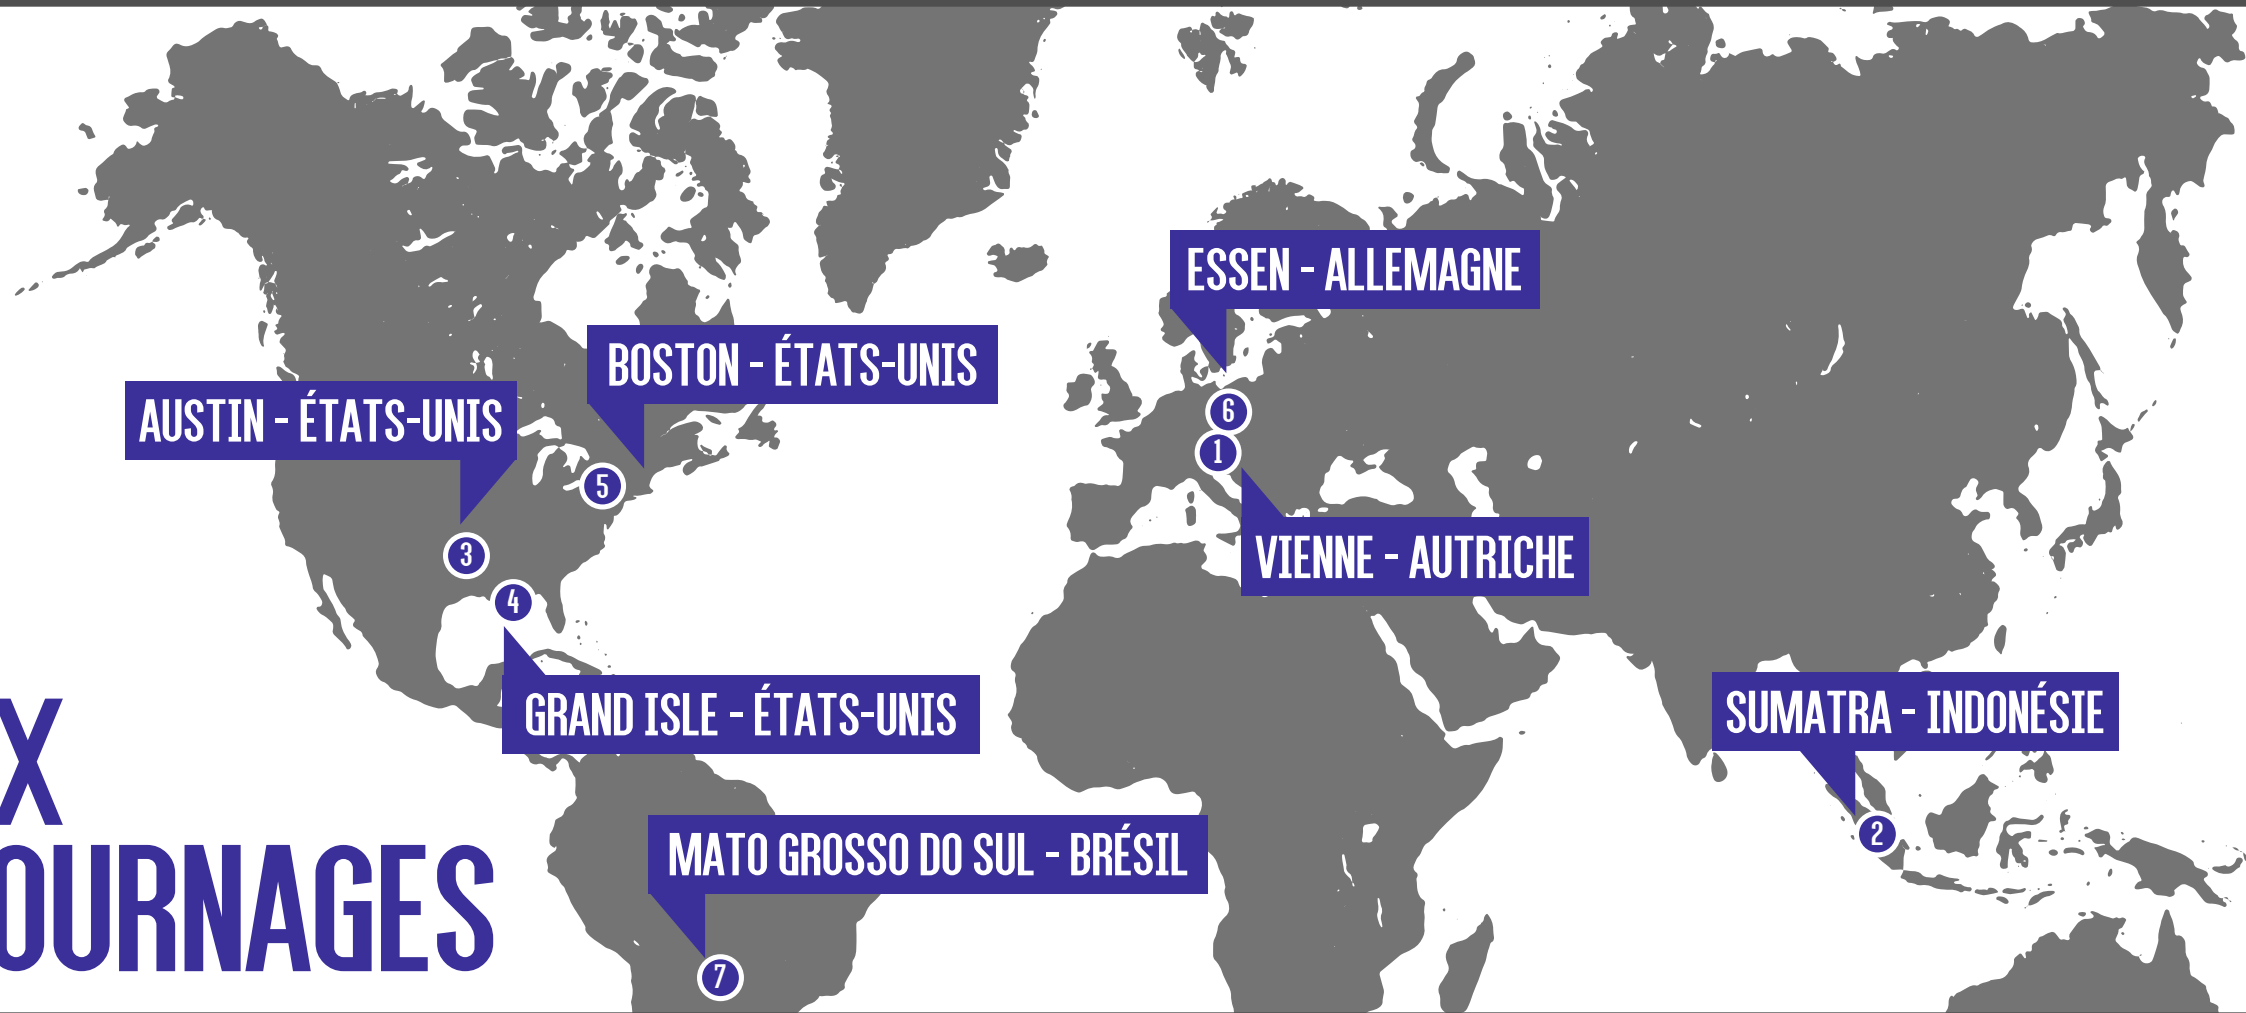 ESSEN - ALLEMAGNE
6
1
VIENNE - AUTRICHE
BOSTON - ÉTATS-UNIS
5
AUSTIN - ÉTATS-UNIS
3
4
GRAND ISLE - ÉTATS-UNIS
SUMATRA - INDONÉSIE
2
MATO GROSSO DO SUL - BRÉSIL
7
X
OURNAGES